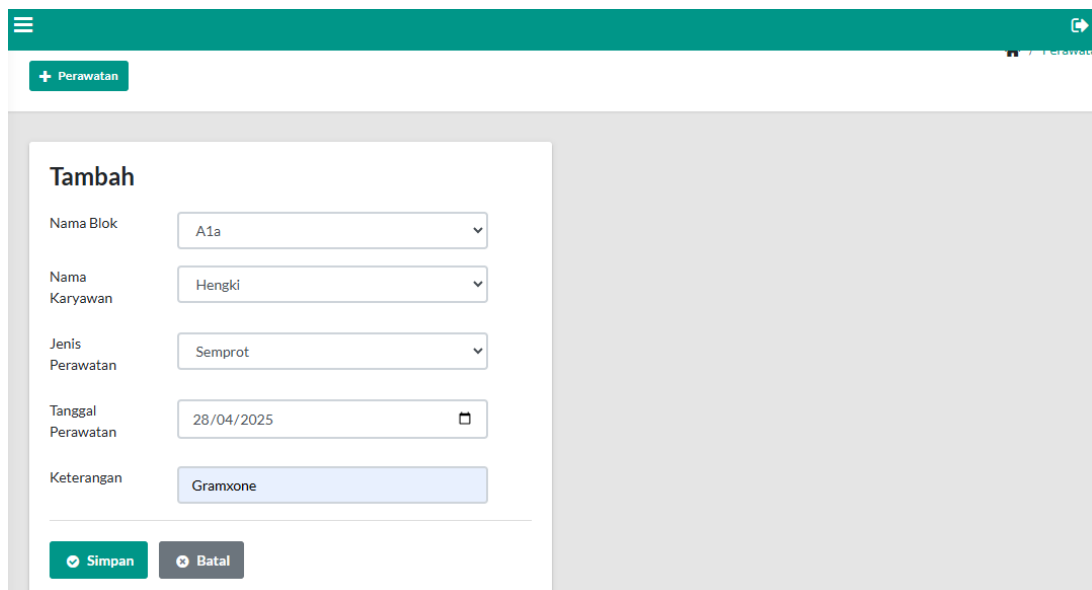 / Perawat
+ Perawatan
Tambah
Nama Blok
A1a
Nama
Karyawan
Hengki
Jenis
Perawatan
Semprot
Tanggal
Perawatan
28/04/2025
Keterangan
Gramxone
Simpan
Batal